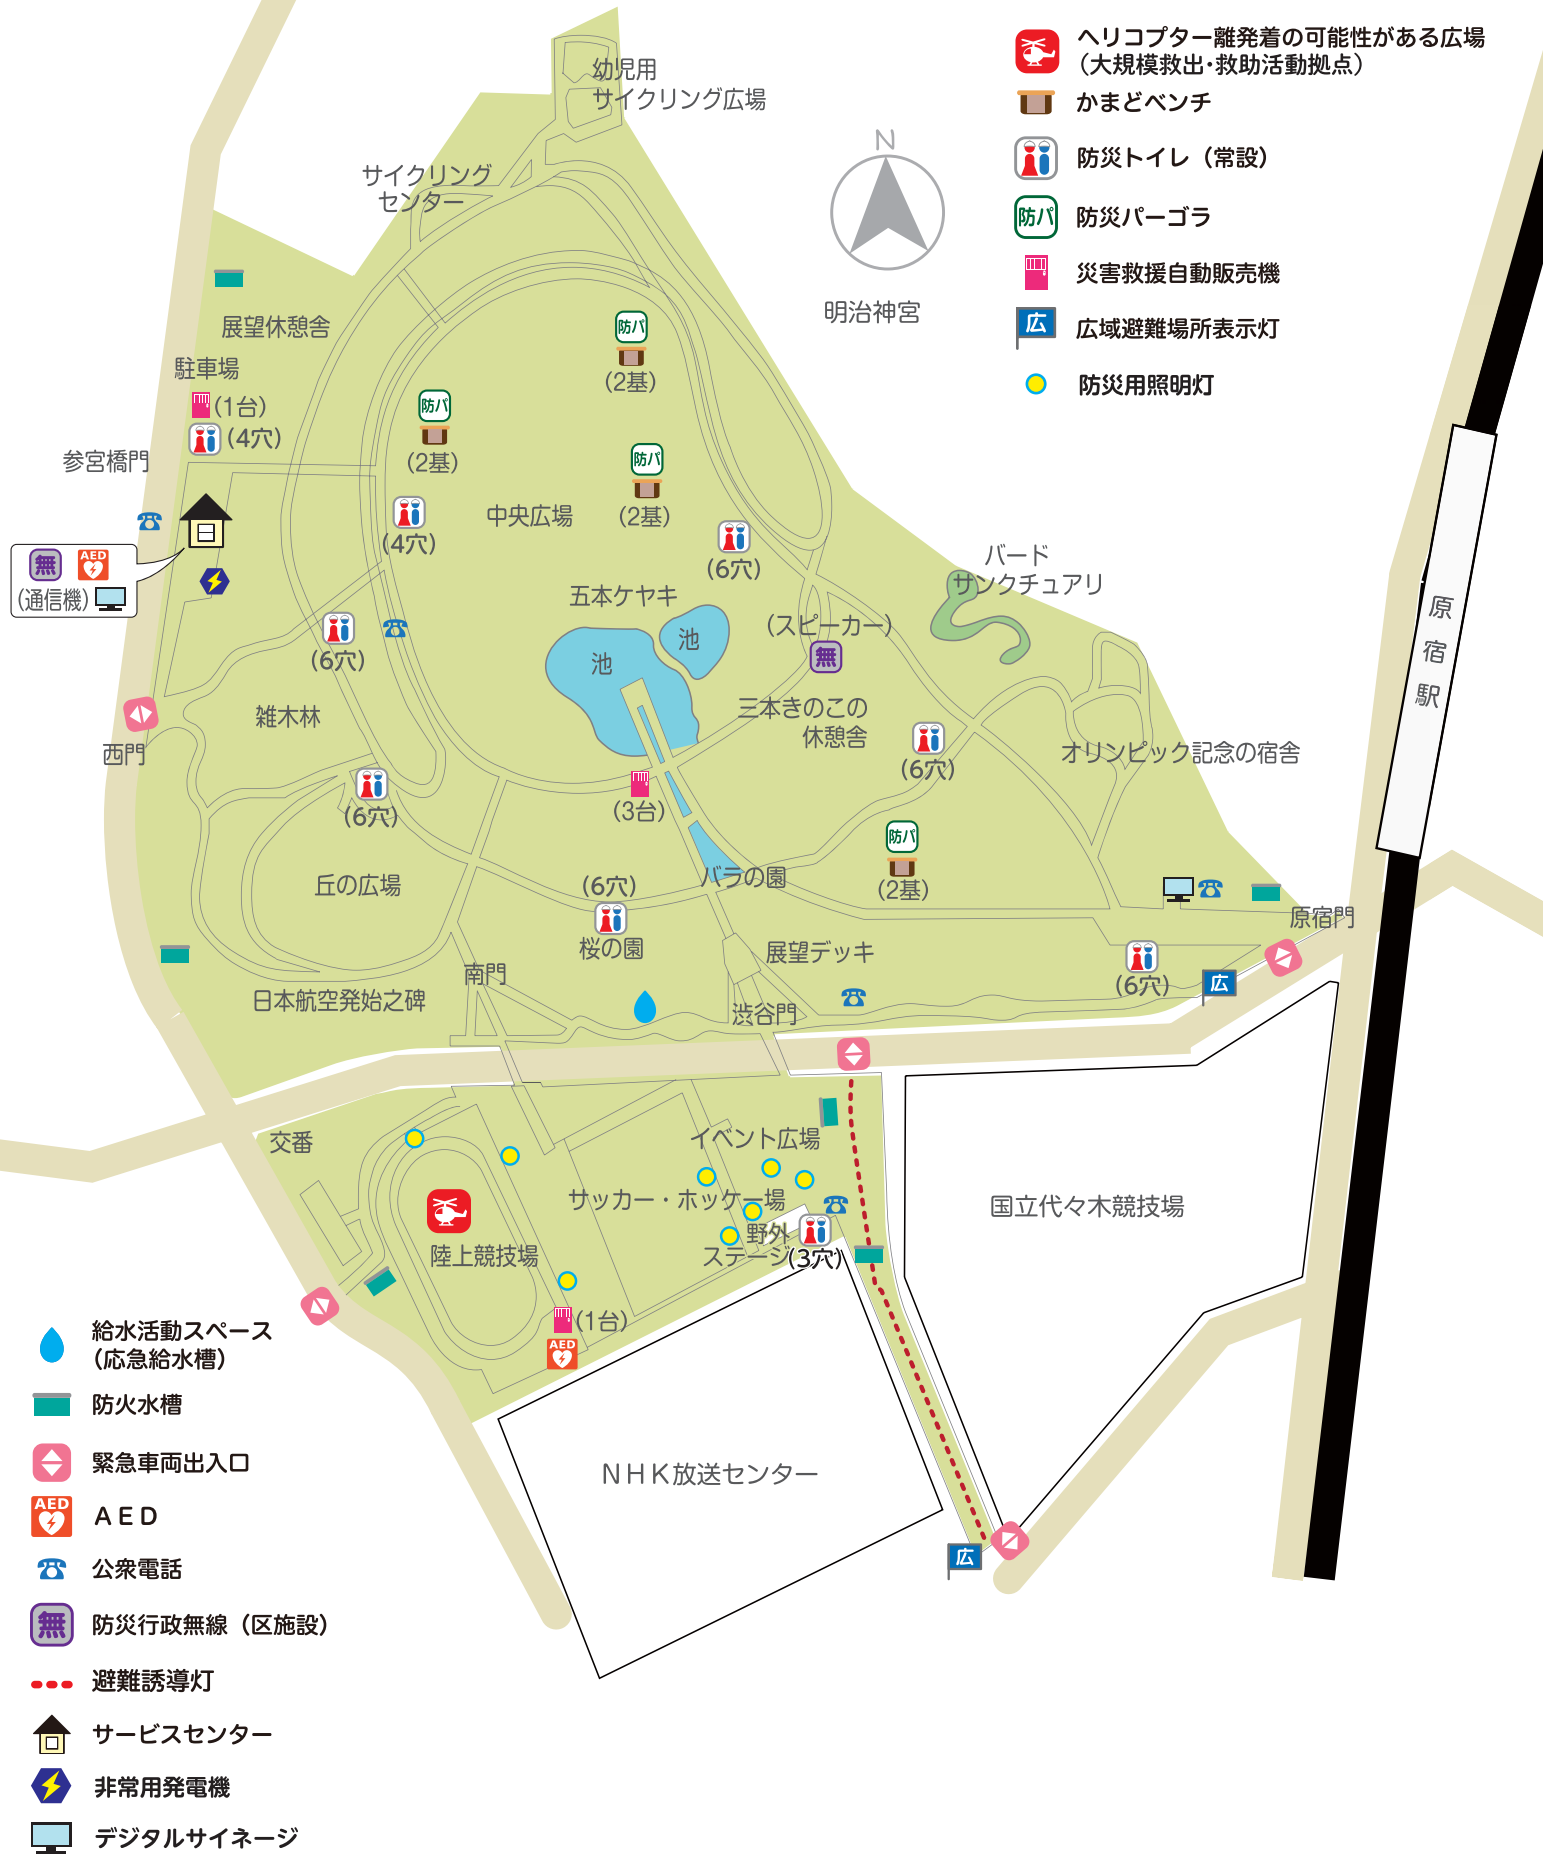 幼児用
サイクリング広場
サイクリング
センター
N
明治神宮
ヘリコプター離発着の可能性がある広場
（大規模救出・救助活動拠点）
かまどベンチ
防災トイレ（常設）
防パ
防災パーゴラ
災害救援自動販売機
広
広域避難場所表示灯
防災用照明灯
展望休憩舎
駐車場
(1台)
(4穴)
参宮橋門
無
AED
(通信機)
防パ
(2基)
防パ
(2基)
防パ
(2基)
中央広場
(4穴)
(6穴)
五本ケヤキ
池
池
(スピーカー)
無
バード
サンクチュアリ
(6穴)
雑木林
西門
三本きのこの
休憩舎
(6穴)
オリンピック記念の宿舎
原宿駅
(6穴)
(3台)
防パ
(2基)
丘の広場
(6穴)
桜の園
バラの園
展望デッキ
原宿門
(6穴)
広
南門
日本航空発始之碑
渋谷門
交番
イベント広場
サッカー・ホッケー場
野外
ステージ
(3穴)
陸上競技場
(1台)
AED
国立代々木競技場
NHK放送センター
広
給水活動スペース
（応急給水槽）
防火水槽
緊急車両出入口
AED
AED
公衆電話
無
防災行政無線（区施設）
避難誘導灯
サービスセンター
非常用発電機
デジタルサイネージ